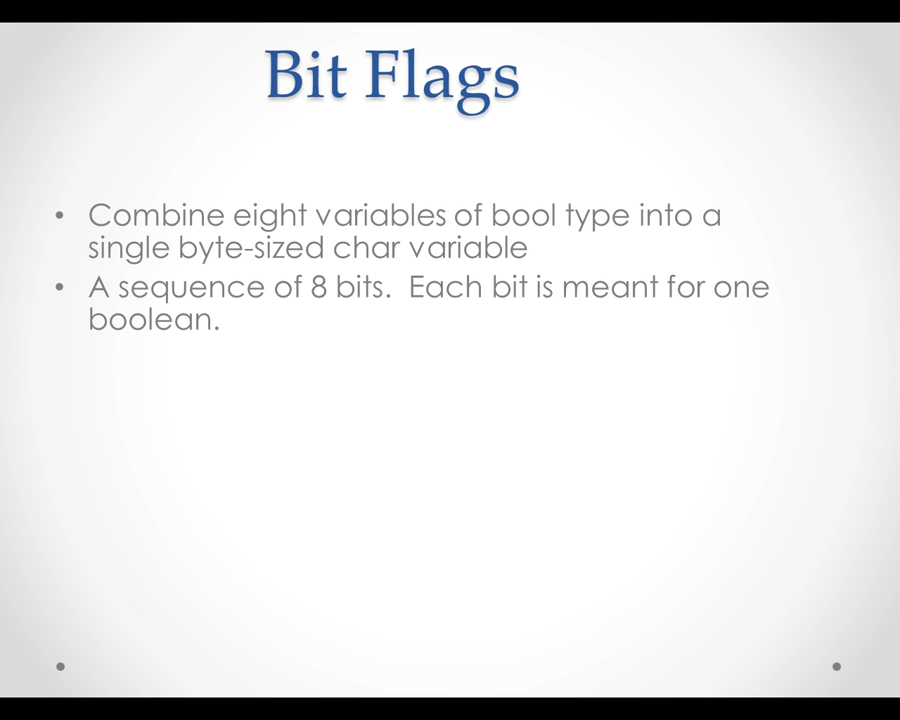 Bit Flags
• Combine eight variables of bool type into a
single byte-sized char variable
• A sequence of 8 bits.  Each bit is meant for one
boolean.